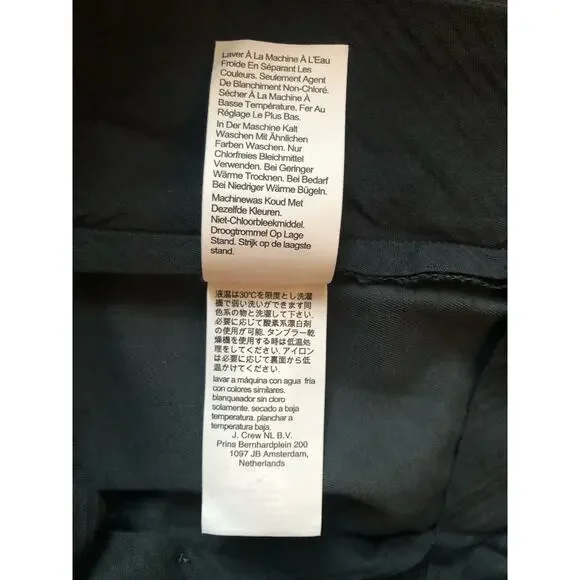 Laver À La Machine À L'Eau
Froide En Séparant Les
Couleurs. Seulement Agent
De Blanchiment Non-Chloré.
Sécher À La Machine À
Basse Température. Fer Au
Réglage Le Plus Bas.
In Der Maschine Kalt
Waschen Mit Ähnlichen
Farben Waschen. Nur
Chlorfreies Bleichmittel
Verwenden. Bei Geringer
Wärme Trocknen. Bei Bedarf
Bei Niedriger Wärme Bügeln.
Machinewas Koud Met
Dezelfde Kleuren.
Niet-Chloorbleekmiddel.
Droogtrommel Op Lage
Stand. Strijk op de laagste
stand.
液温は30℃を限度とし洗濯
機で弱い洗いができます同
色系の物と洗濯して下さい.
必要に応じて酸素系漂白剤
の使用が可能. タンブラー乾
燥機を使用する時は低温処
理をしてください. アイロン
は必要に応じて裏面から低
温かけてください.
lavar a máquina con agua fría
con colores similares.
blanqueador sin cloro
solamente. secado a baja
temperatura. planchar a
temperatura baja.
J. Crew NL B.V.
Prins Bernhardplein 200
1097 JB Amsterdam,
Netherlands